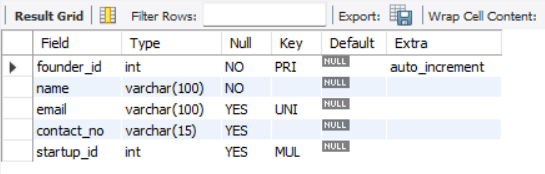 Result Grid Filter Rows: Export: Wrap Cell Content:
Field Type Null Key Default Extra
founder_id int NO PRI NULL auto_increment
name varchar(100) NO NULL
email varchar(100) YES UNI NULL
contact_no varchar(15) YES NULL
startup_id int YES MUL NULL